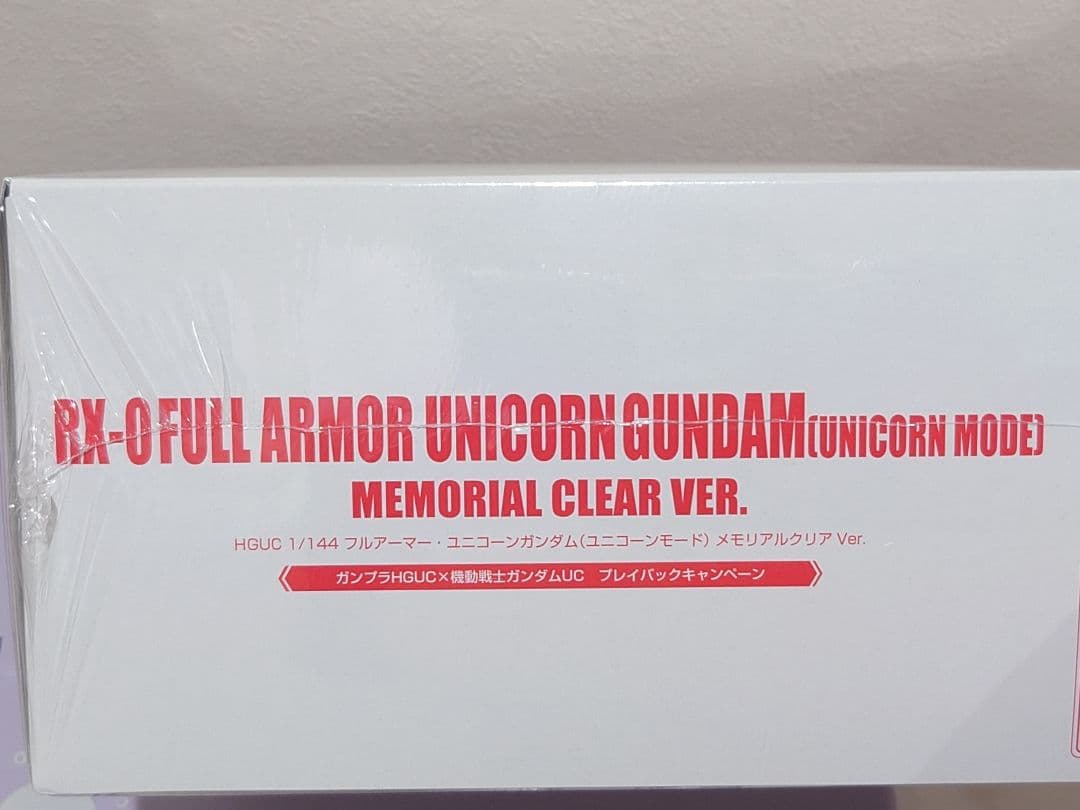 RX-0 FULL ARMOR UNICORN GUNDAM (UNICORN MODE)
MEMORIAL CLEAR VER.
HGUC 1/144 フルアーマー・ユニコーンガンダム(ユニコーンモード) メモリアルクリア Ver.
ガンプラHGUC×機動戦士ガンダムUC プレイバックキャンペーン